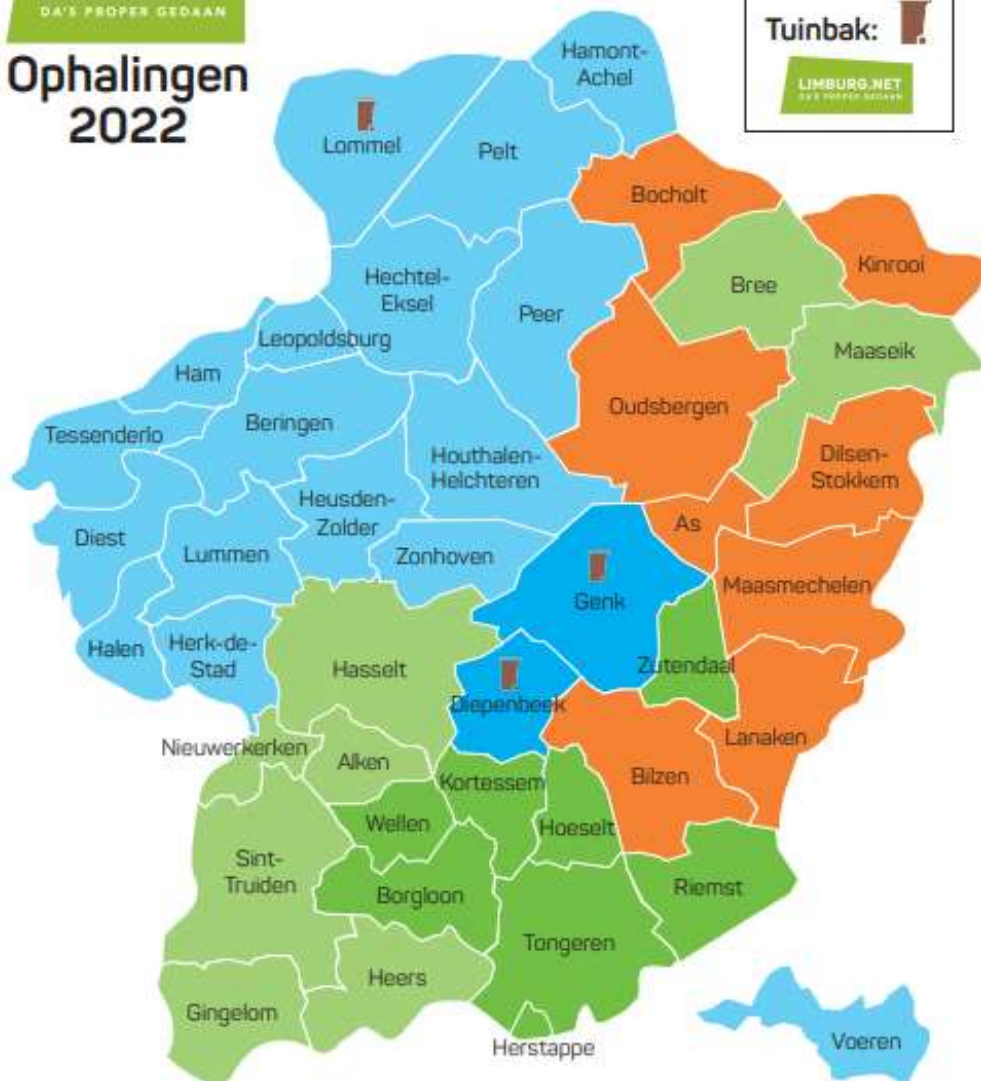 DA'S PROPER GEDAAN
Ophalingen
2022
Tuinbak:
LIMBURG.NET
DA'S PROPER GEDAAN
Hamont-
Achel
Lommel
Pelt
Bocholt
Kinrooi
Hechtel-
Eksel
Bree
Peer
Leopoldsburg
Maaseik
Ham
Oudsbergen
Beringen
Tessenderlo
Houthalen-
Helchteren
Dilsen-
Stokkem
Heusden-
Zolder
As
Diest
Lummen
Zonhoven
Maasmechelen
Genk
Halen
Herk-de-
Stad
Hasselt
Zutendaal
Diepenbeek
Lanaken
Nieuwerkerken
Alken
Bilzen
Kortessem
Wellen
Hoeselt
Sint-
Truiden
Riemst
Borgloon
Tongeren
Heers
Gingelom
Voeren
Herstappe